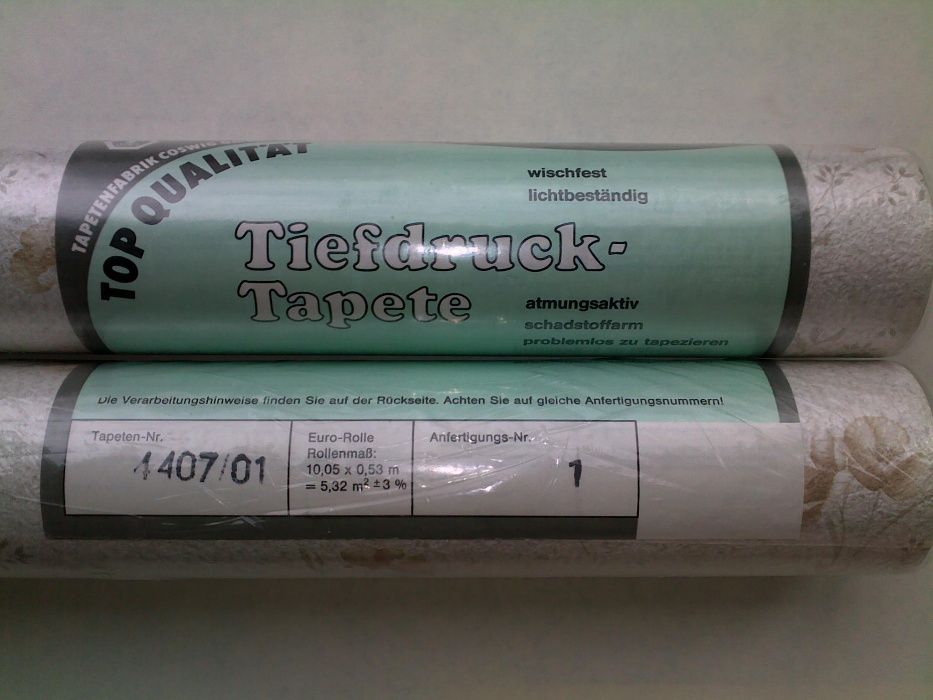 TAPETENFABRIK COSWIG
TOP QUALITÄT
wischfest
lichtbeständig
Tiefdruck-
Tapete
atmungsaktiv
schadstoffarm
problemlos zu tapezieren
Die Verarbeitungshinweise finden Sie auf der Rückseite. Achten Sie auf gleiche Anfertigungsnummern!
Tapeten-Nr.
4407/01
Euro-Rolle
Rollenmaß:
10,05 x 0,53 m
= 5,32 m² ± 3 %
Anfertigungs-Nr.
1